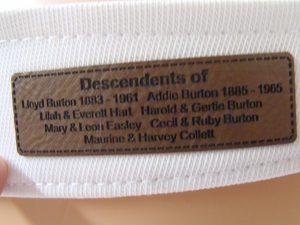 Descendents of
Lloyd Burton 1883 - 1961 Addie Burton 1885 - 1965
Lilah & Everett Hart Harold & Gertie Burton
Mary & Leon Easley Cecil & Ruby Burton
Maurine & Harvey Collett